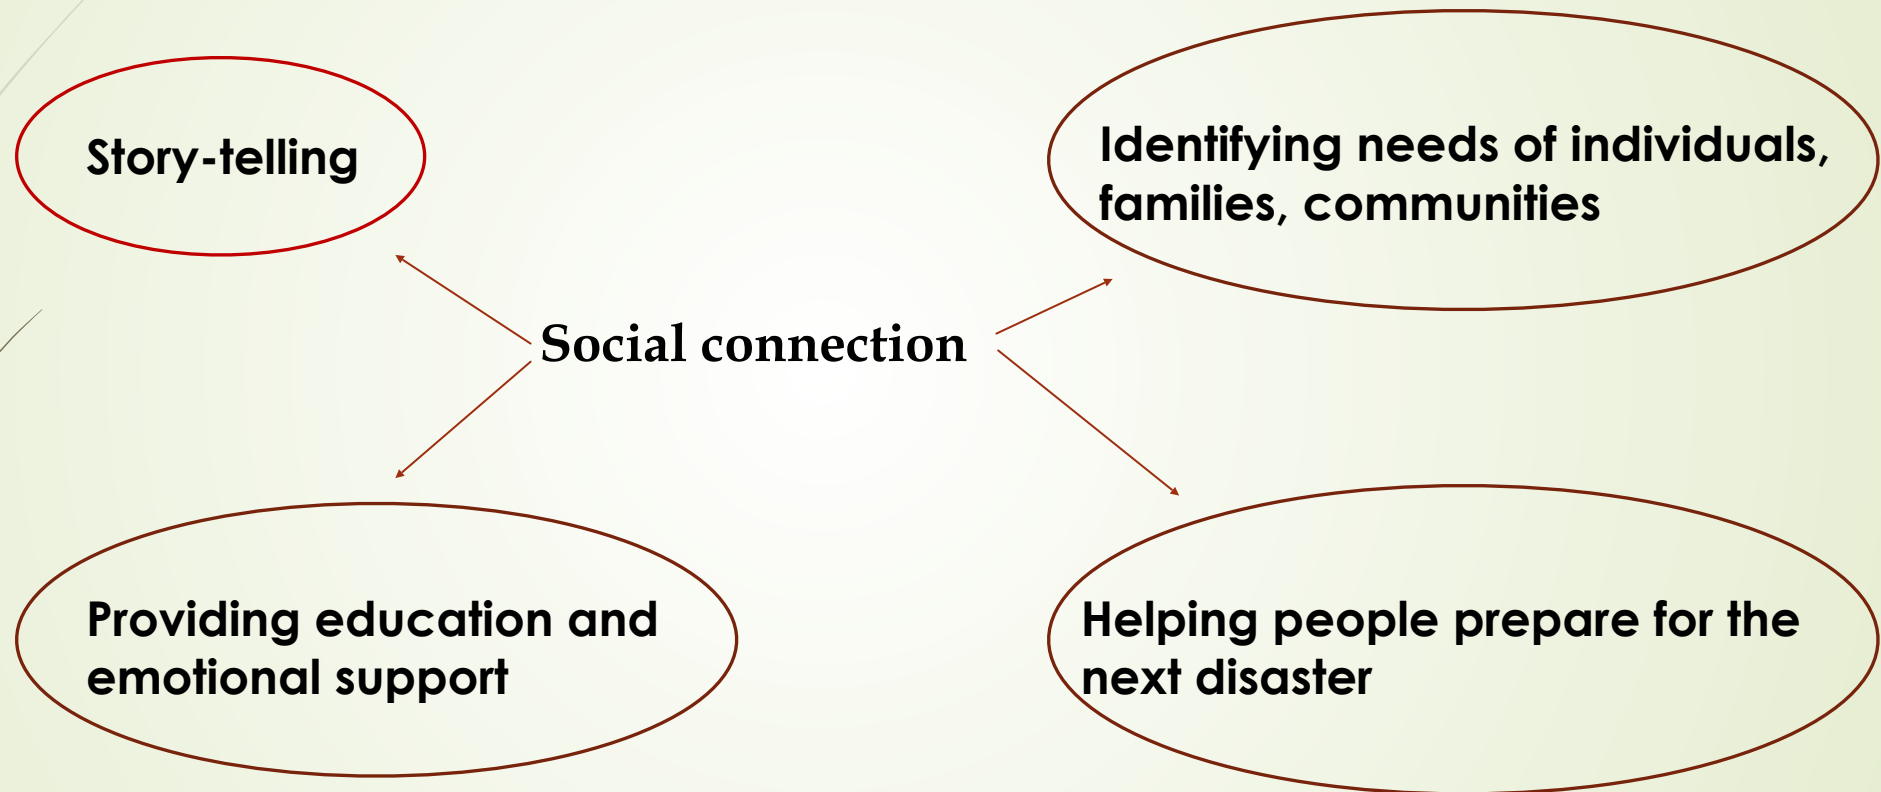 Story-telling
Identifying needs of individuals,
families, communities
Social connection
Providing education and
emotional support
Helping people prepare for the
next disaster